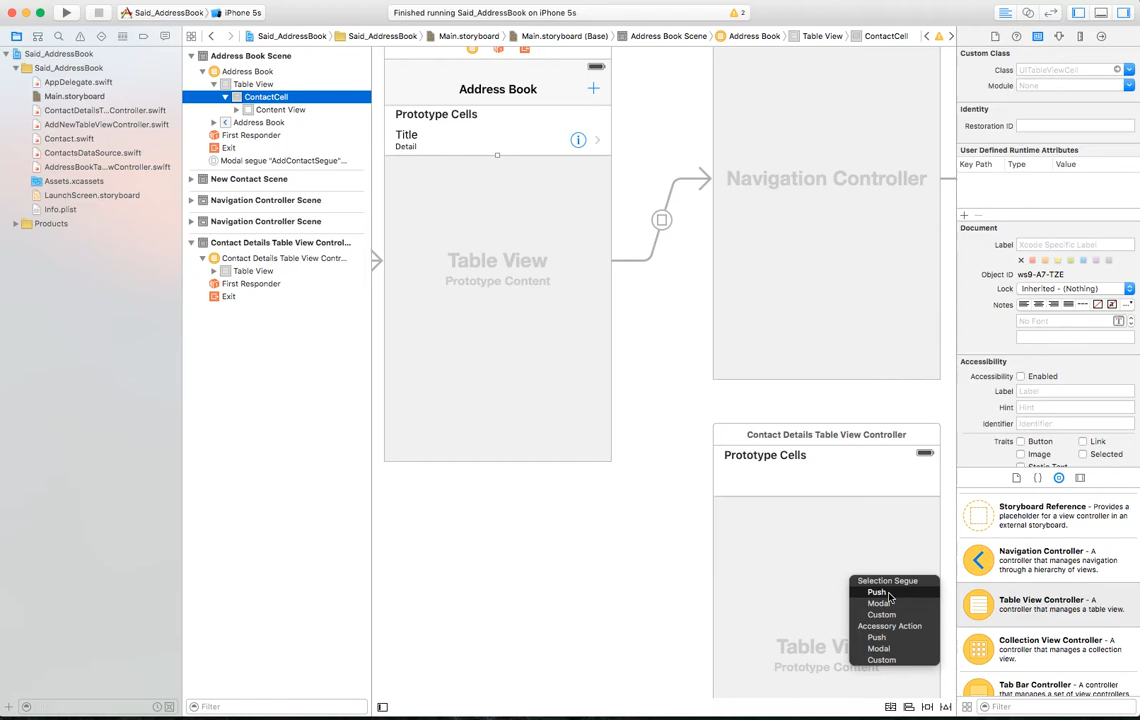 Said_AddressBook
iPhone 5s
Finished running Said_AddressBook on iPhone 5s
2
Said_AddressBook
Said_AddressBook
Main.storyboard
Main.storyboard (Base)
Address Book Scene
Address Book
Table View
ContactCell
Said_AddressBook
Said_AddressBook
AppDelegate.swift
Main.storyboard
ContactDetailsT...Controller.swift
AddNewTableViewController.swift
Contact.swift
ContactsDataSource.swift
AddressBookTa...wController.swift
Assets.xcassets
LaunchScreen.storyboard
Info.plist
Products
Address Book Scene
Address Book
Table View
ContactCell
Content View
Address Book
First Responder
Exit
Modal segue "AddContactSegue"...
New Contact Scene
Navigation Controller Scene
Navigation Controller Scene
Contact Details Table View Control...
Contact Details Table View Contr...
Table View
First Responder
Exit
Filter
Address Book
Prototype Cells
Title
Detail
Table View
Prototype Content
Navigation Controller
Contact Details Table View Controller
Prototype Cells
Selection Segue
Push
Modal
Custom
Accessory Action
Push
Modal
Custom
Prototype Content
Custom Class
Class UITableViewCell
Module None
Identity
Restoration ID
User Defined Runtime Attributes
Key Path Type Value
Document
Label Xcode Specific Label
Object ID ws9-A7-TZE
Lock Inherited - (Nothing)
Notes
No Font
Accessibility
Accessibility Enabled
Label Label
Hint Hint
Identifier Identifier
Traits Button Link
Image Selected
Static Text
Storyboard Reference - Provides a placeholder for a view controller in an external storyboard.
Navigation Controller - A controller that manages navigation through a hierarchy of views.
Table View Controller - A controller that manages a table view.
Collection View Controller - A controller that manages a collection view.
Tab Bar Controller - A controller that manages a set of view controllers
Filter